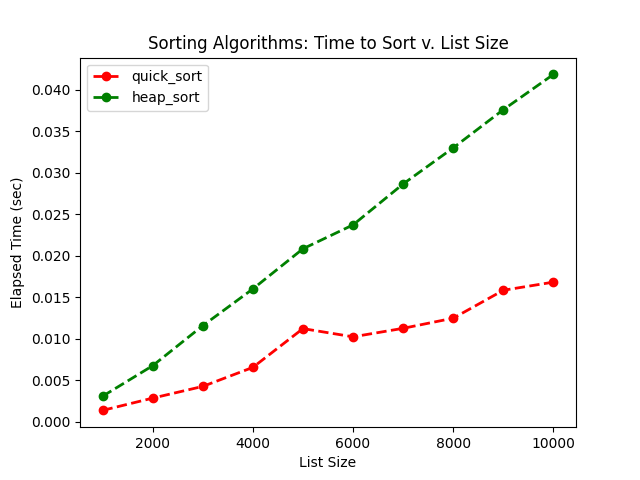 Sorting Algorithms: Time to Sort v. List Size
quick_sort
heap_sort
0.040
0.035
0.030
0.025
0.020
0.015
0.010
0.005
0.000
Elapsed Time (sec)
2000 4000 6000 8000 10000
List Size